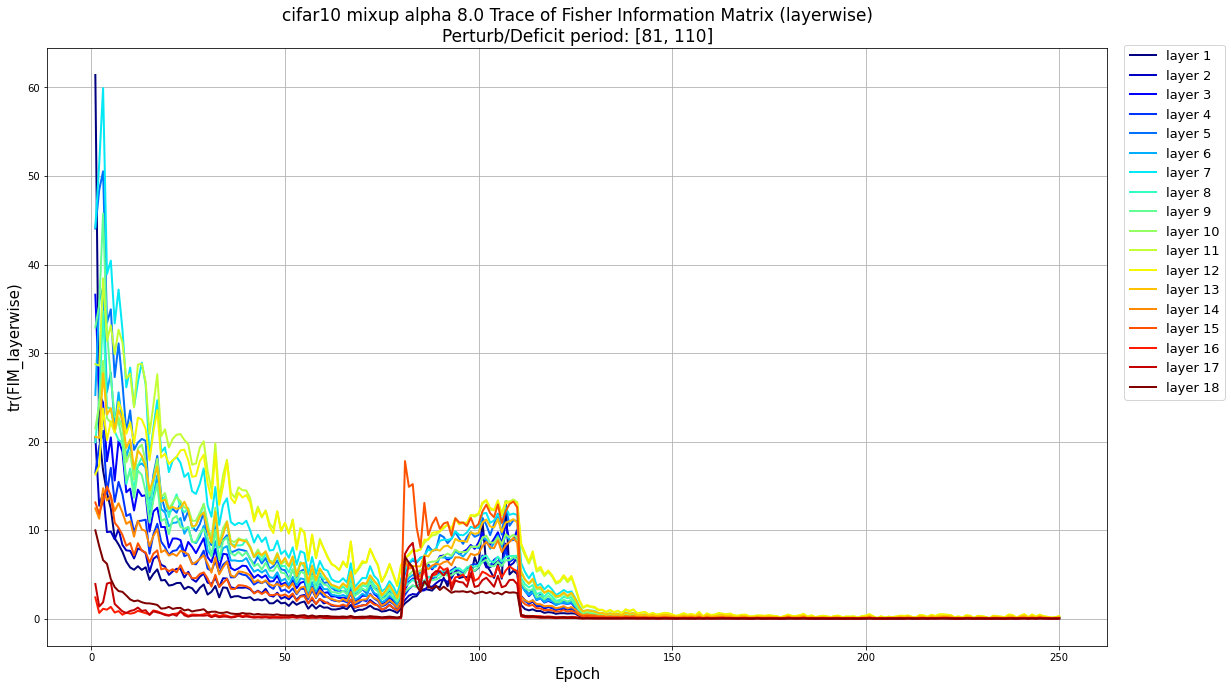 cifar10 mixup alpha 8.0 Trace of Fisher Information Matrix (layerwise)
Perturb/Deficit period: [81, 110]
tr(FIM_layerwise)
60
50
40
30
20
10
0
0
50
100
150
200
250
Epoch
layer 1
layer 2
layer 3
layer 4
layer 5
layer 6
layer 7
layer 8
layer 9
layer 10
layer 11
layer 12
layer 13
layer 14
layer 15
layer 16
layer 17
layer 18